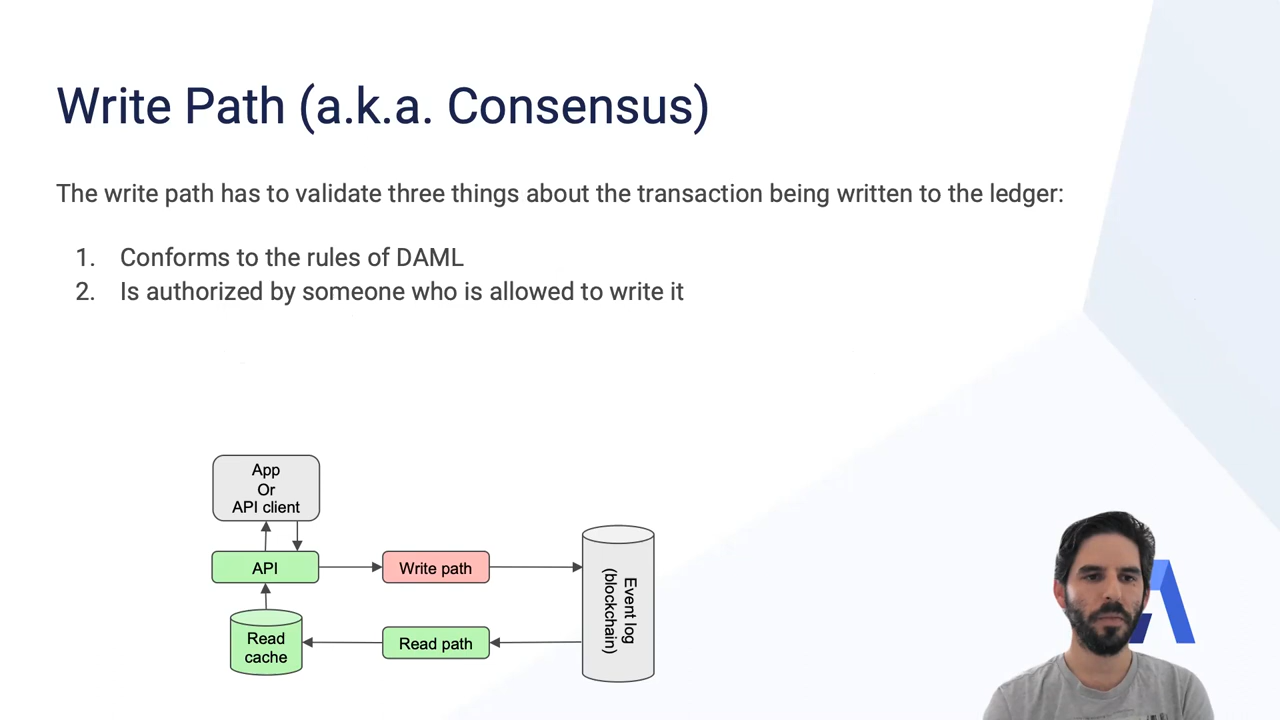 Write Path (a.k.a. Consensus)
The write path has to validate three things about the transaction being written to the ledger:
1. Conforms to the rules of DAML
2. Is authorized by someone who is allowed to write it
App
Or
API client
API
Write path
Event log
(blockchain)
Read
cache
Read path